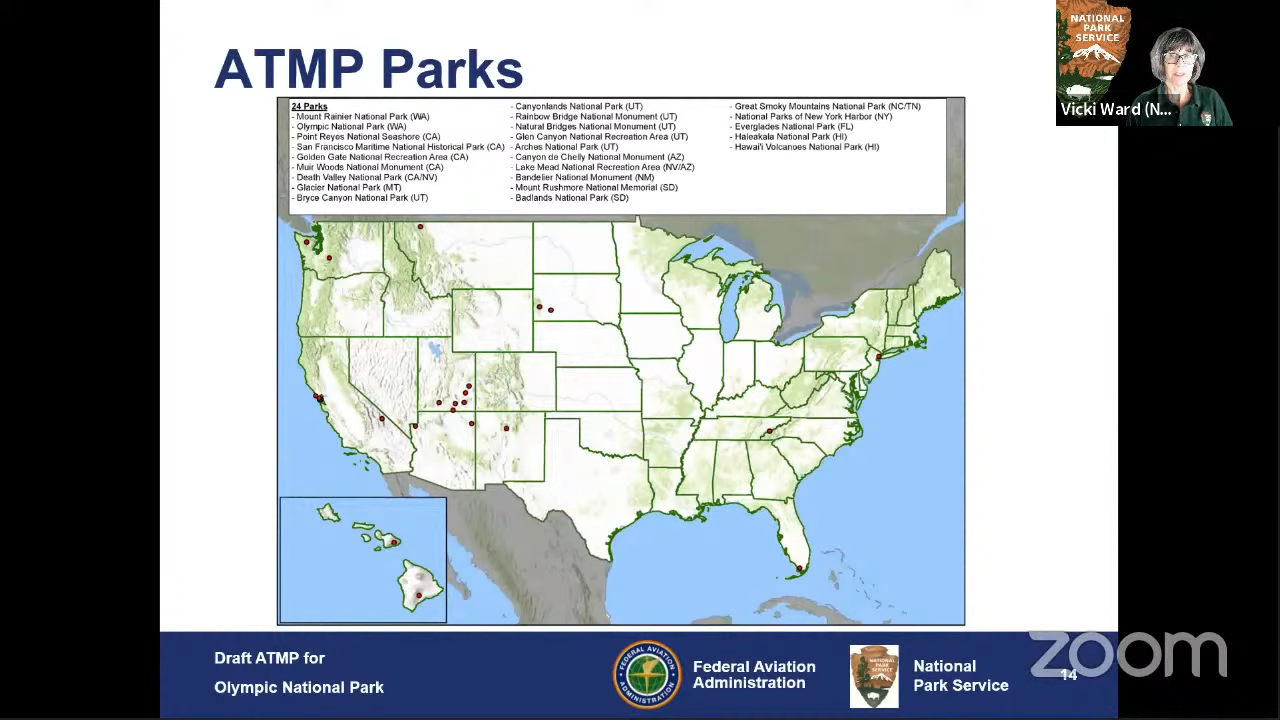 ATMP Parks
24 Parks
- Mount Rainier National Park (WA)
- Olympic National Park (WA)
- Point Reyes National Seashore (CA)
- San Francisco Maritime National Historical Park (CA)
- Golden Gate National Recreation Area (CA)
- Muir Woods National Monument (CA)
- Death Valley National Park (CA/NV)
- Glacier National Park (MT)
- Bryce Canyon National Park (UT)
- Canyonlands National Park (UT)
- Rainbow Bridge National Monument (UT)
- Natural Bridges National Monument (UT)
- Glen Canyon National Recreation Area (UT)
- Arches National Park (UT)
- Canyon de Chelly National Monument (AZ)
- Lake Mead National Recreation Area (NV/AZ)
- Bandelier National Monument (NM)
- Mount Rushmore National Memorial (SD)
- Badlands National Park (SD)
- Great Smoky Mountains National Park (NC/TN)
- National Parks of New York Harbor (NY)
- Everglades National Park (FL)
- Haleakala National Park (HI)
- Hawai'i Volcanoes National Park (HI)
NATIONAL
PARK
SERVICE
Vicki Ward (N...
Draft ATMP for
Olympic National Park
FEDERAL AVIATION
ADMINISTRATION
Federal Aviation
Administration
NATIONAL
PARK
SERVICE
National
Park Service
14
zoom